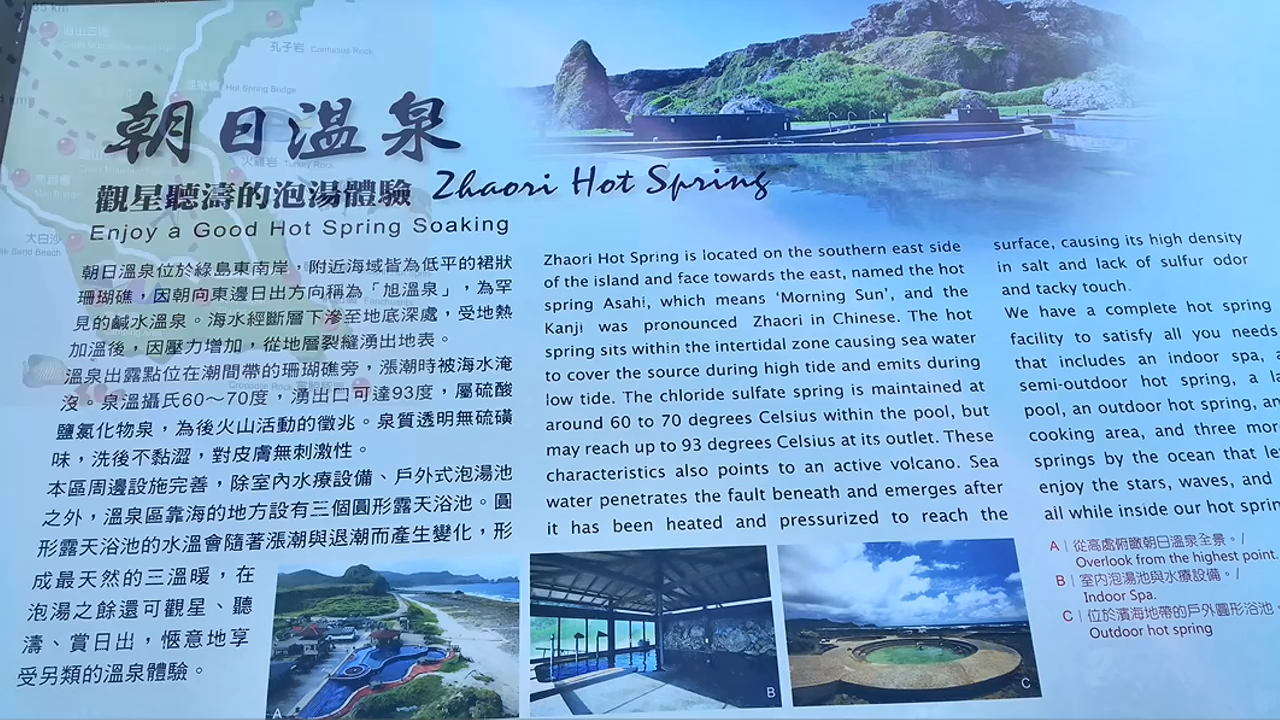 孔子岩 Confucius Rock
Hot Spring Bridge
火雞岩 Turkey Rock
大白沙
朝日溫泉
觀星聽濤的泡湯體驗
Zhaori Hot Spring
Enjoy a Good Hot Spring Soaking
朝日溫泉位於綠島東南岸，附近海域皆為低平的裙狀
珊瑚礁，因朝向東邊日出方向稱為「旭溫泉」，為罕
見的鹹水溫泉。海水經斷層下滲至地底深處，受地熱
加溫後，因壓力增加，從地層裂縫湧出地表。
溫泉出露點位在潮間帶的珊瑚礁旁，漲潮時被海水淹
沒。泉溫攝氏60～70度，湧出口可達93度，屬硫酸
鹽氯化物泉，為後火山活動的徵兆。泉質透明無硫磺
味，洗後不黏澀，對皮膚無刺激性。
本區周邊設施完善，除室內水療設備、戶外式泡湯池
之外，溫泉區靠海的地方設有三個圓形露天浴池。圓
形露天浴池的水溫會隨著漲潮與退潮而產生變化，形
成最天然的三溫暖，在
泡湯之餘還可觀星、聽
濤、賞日出，愜意地享
受另類的溫泉體驗。
Zhaori Hot Spring is located on the southern east side
of the island and face towards the east, named the hot
spring Asahi, which means ‘Morning Sun’, and the
Kanji was pronounced Zhaori in Chinese. The hot
spring sits within the intertidal zone causing sea water
to cover the source during high tide and emits during
low tide. The chloride sulfate spring is maintained at
around 60 to 70 degrees Celsius within the pool, but
may reach up to 93 degrees Celsius at its outlet. These
characteristics also points to an active volcano. Sea
water penetrates the fault beneath and emerges after
it has been heated and pressurized to reach the
surface, causing its high density
in salt and lack of sulfur odor
and tacky touch.
We have a complete hot spring
facility to satisfy all you needs
that includes an indoor spa, a
semi-outdoor hot spring, a la
pool, an outdoor hot spring, an
cooking area, and three mor
springs by the ocean that le
enjoy the stars, waves, and
all while inside our hot sprin
A | 從高處俯瞰朝日溫泉全景。/
Overlook from the highest point.
B | 室內泡湯池與水療設備。/
Indoor Spa.
C | 位於濱海地帶的戶外圓形浴池
Outdoor hot spring
Crocodile Rock
A
B
C